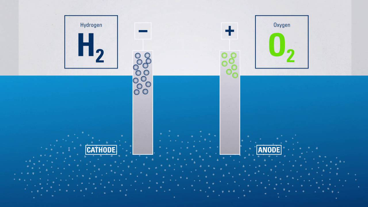 Hydrogen
H2
−
+
Oxygen
O2
CATHODE
ANODE